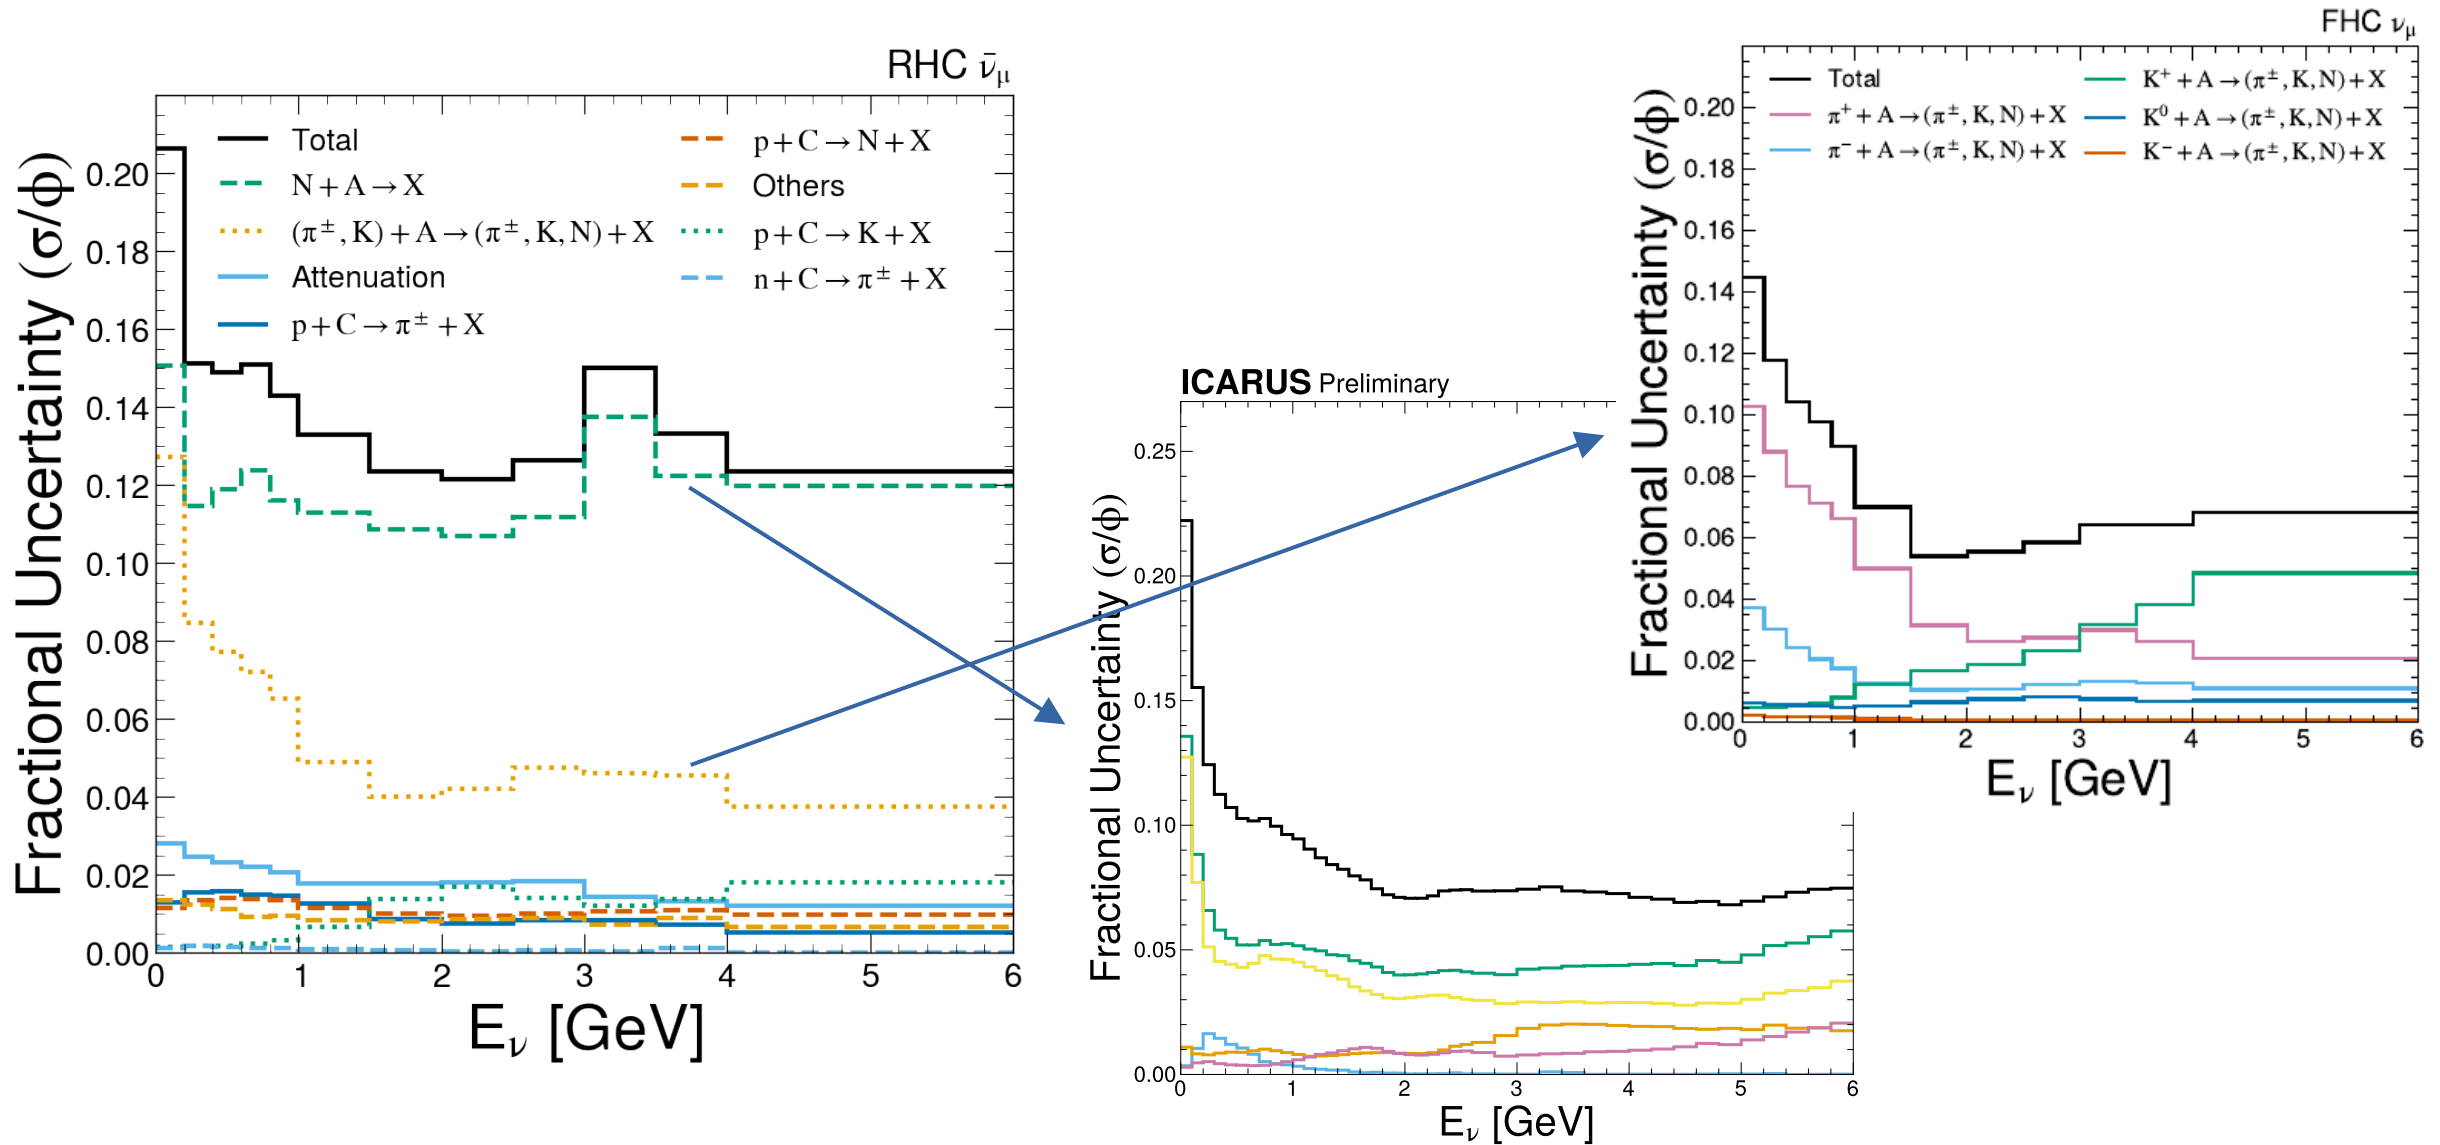 RHC ν̄μ
Fractional Uncertainty (σ/ϕ)
0.20
0.18
0.16
0.14
0.12
0.10
0.08
0.06
0.04
0.02
0.00
Total
N + A → X
(π±, K) + A → (π±, K, N) + X
Attenuation
p + C → π± + X
p + C → N + X
Others
p + C → K + X
n + C → π± + X
0 1 2 3 4 5 6
Eν [GeV]
ICARUS Preliminary
Fractional Uncertainty (σ/ϕ)
0.25
0.20
0.15
0.10
0.05
0.00
0 1 2 3 4 5 6
Eν [GeV]
FHC νμ
Fractional Uncertainty (σ/ϕ)
0.20
0.18
0.16
0.14
0.12
0.10
0.08
0.06
0.04
0.02
0.00
Total
π⁺ + A → (π±, K, N) + X
π⁻ + A → (π±, K, N) + X
K⁺ + A → (π±, K, N) + X
K⁰ + A → (π±, K, N) + X
K⁻ + A → (π±, K, N) + X
0 1 2 3 4 5 6
Eν [GeV]